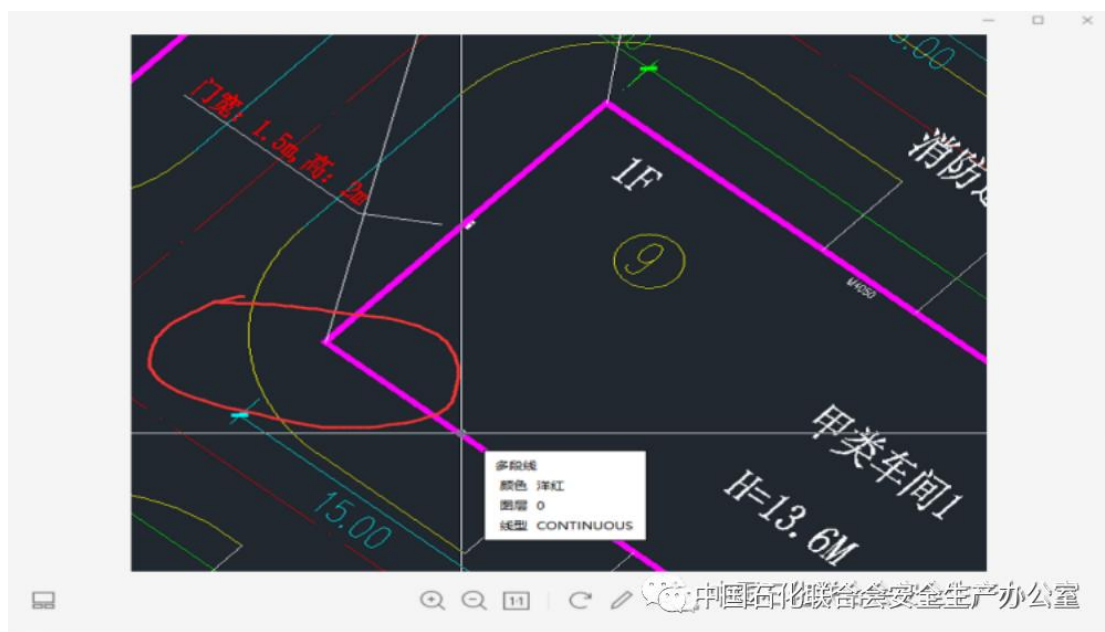 门宽：1.5m,高：2m
1F
9
消防
M4050
甲类车间1
H=13.6M
15.00
多段线
颜色 洋红
图层 0
线型 CONTINUOUS
1:1
中国石化联合会安全生产办公室